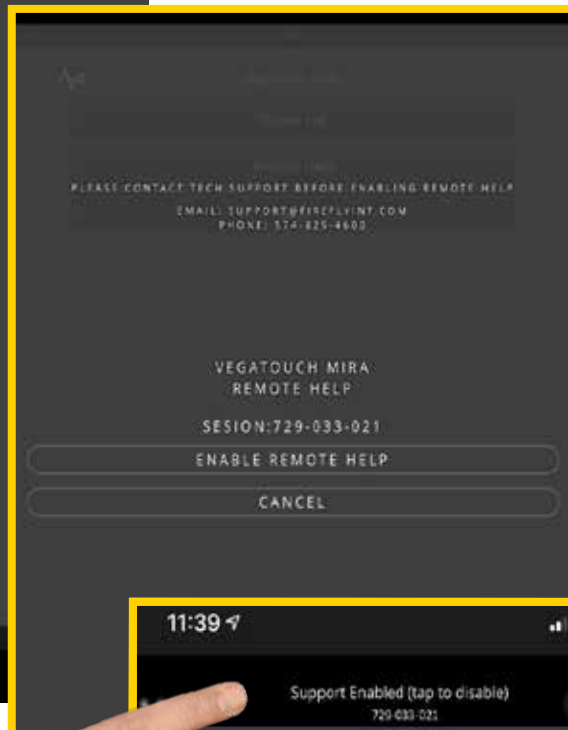 PLEASE CONTACT TECH SUPPORT BEFORE ENABLING REMOTE HELP
EMAIL: SUPPORT@FIREFLYINT.COM
PHONE: 574-825-4600
VEGATOUCH MIRA
REMOTE HELP
SESION:729-033-021
ENABLE REMOTE HELP
CANCEL
11:39
Support Enabled (tap to disable)
729-033-021